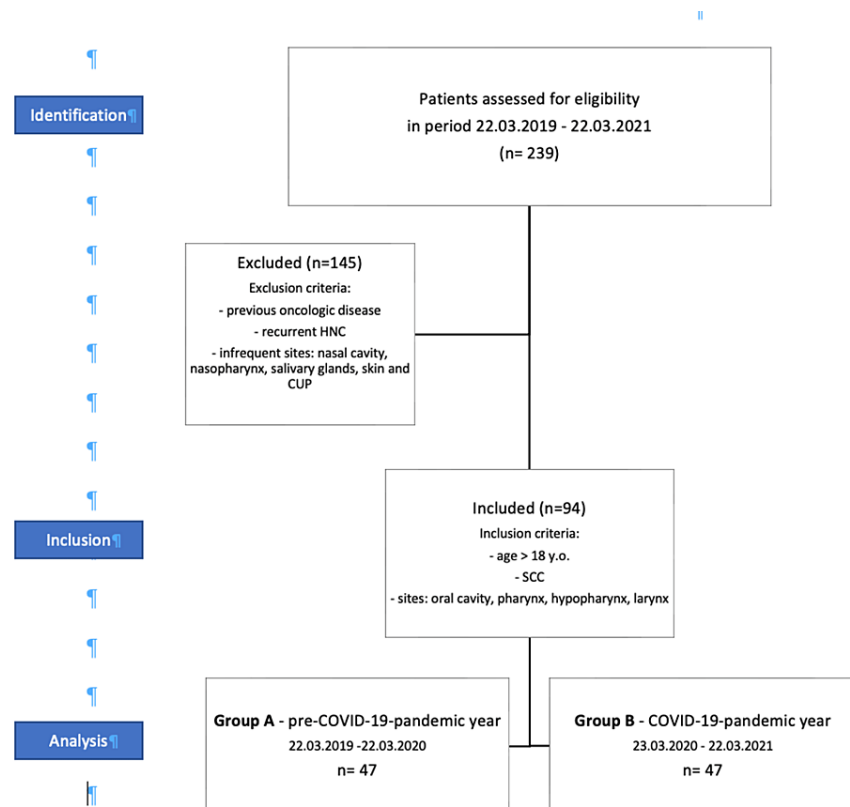 ¶
¶
Identification¶
Patients assessed for eligibility
in period 22.03.2019 - 22.03.2021
(n= 239)
¶
¶
¶
¶
¶
¶
¶
¶
Excluded (n=145)
Exclusion criteria:
- previous oncologic disease
- recurrent HNC
- infrequent sites: nasal cavity,
nasopharynx, salivary glands, skin and
CUP
Inclusion¶
Included (n=94)
Inclusion criteria:
- age > 18 y.o.
- SCC
- sites: oral cavity, pharynx, hypopharynx, larynx
¶
¶
¶
Analysis¶
Group A - pre-COVID-19-pandemic year
22.03.2019 -22.03.2020
n= 47
Group B - COVID-19-pandemic year
23.03.2020 - 22.03.2021
n= 47
¶